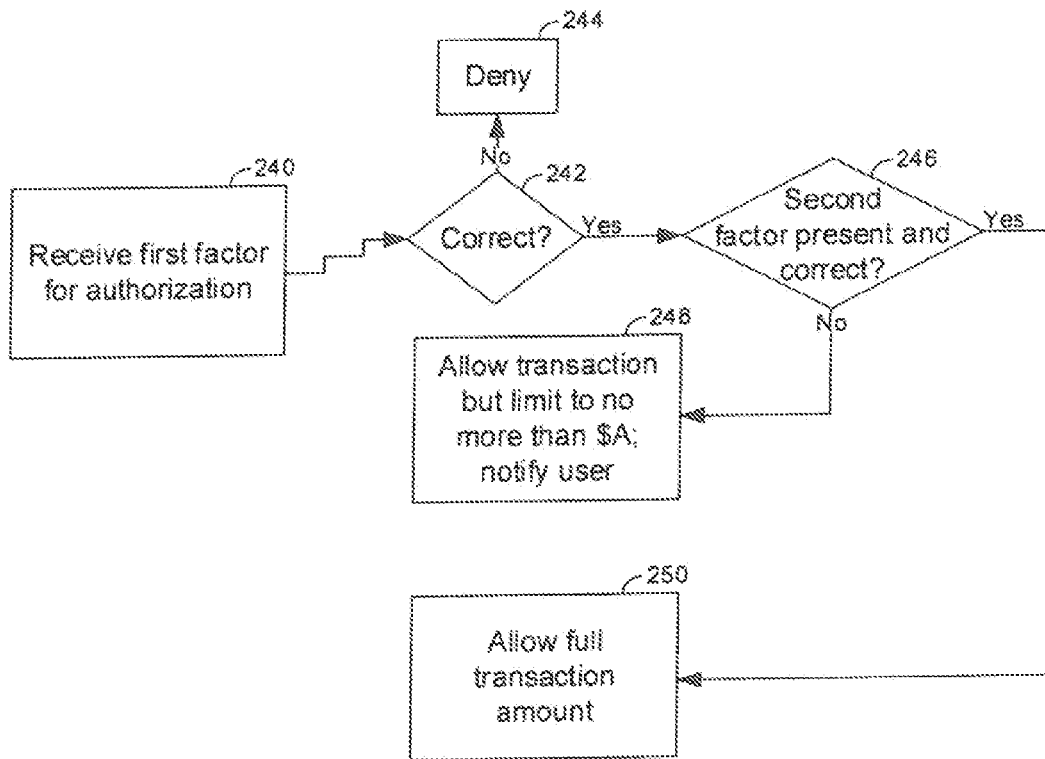 244
Deny
No
240
Receive first factor
for authorization
242
Correct?
Yes
246
Second
factor present and
correct?
Yes
No
248
Allow transaction
but limit to no
more than $A;
notify user
250
Allow full
transaction
amount